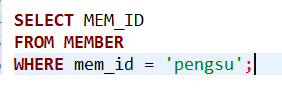 SELECT MEM_ID
FROM MEMBER
WHERE mem_id = 'pengsu';